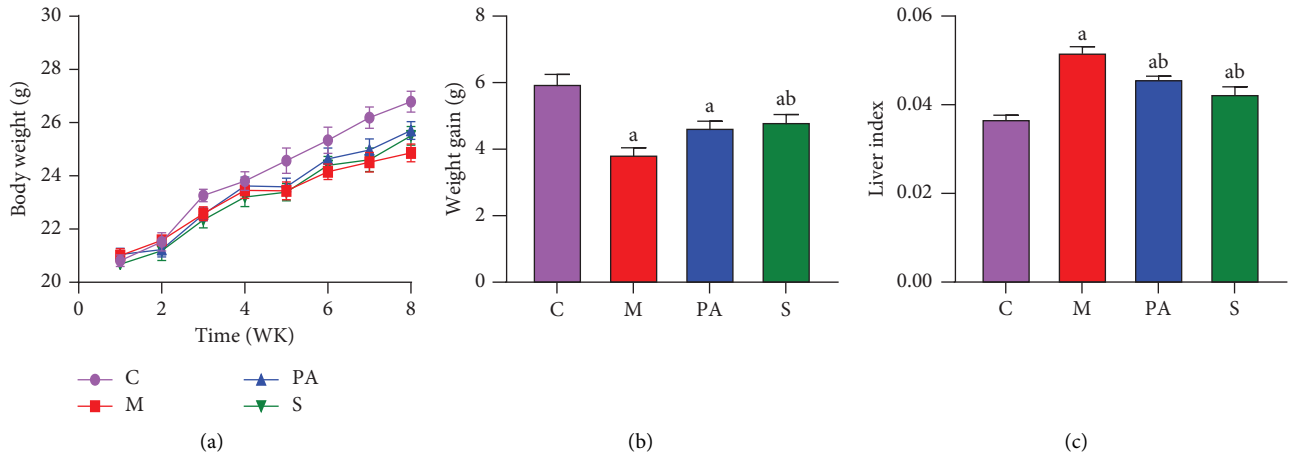 30
28
26
24
22
20
Body weight (g)
0 2 4 6 8
Time (WK)
C PA
M S
(a)
8
6
4
2
0
Weight gain (g)
a
a
ab
C M PA S
(b)
0.06
0.04
0.02
0.00
Liver index
a
ab
ab
C M PA S
(c)